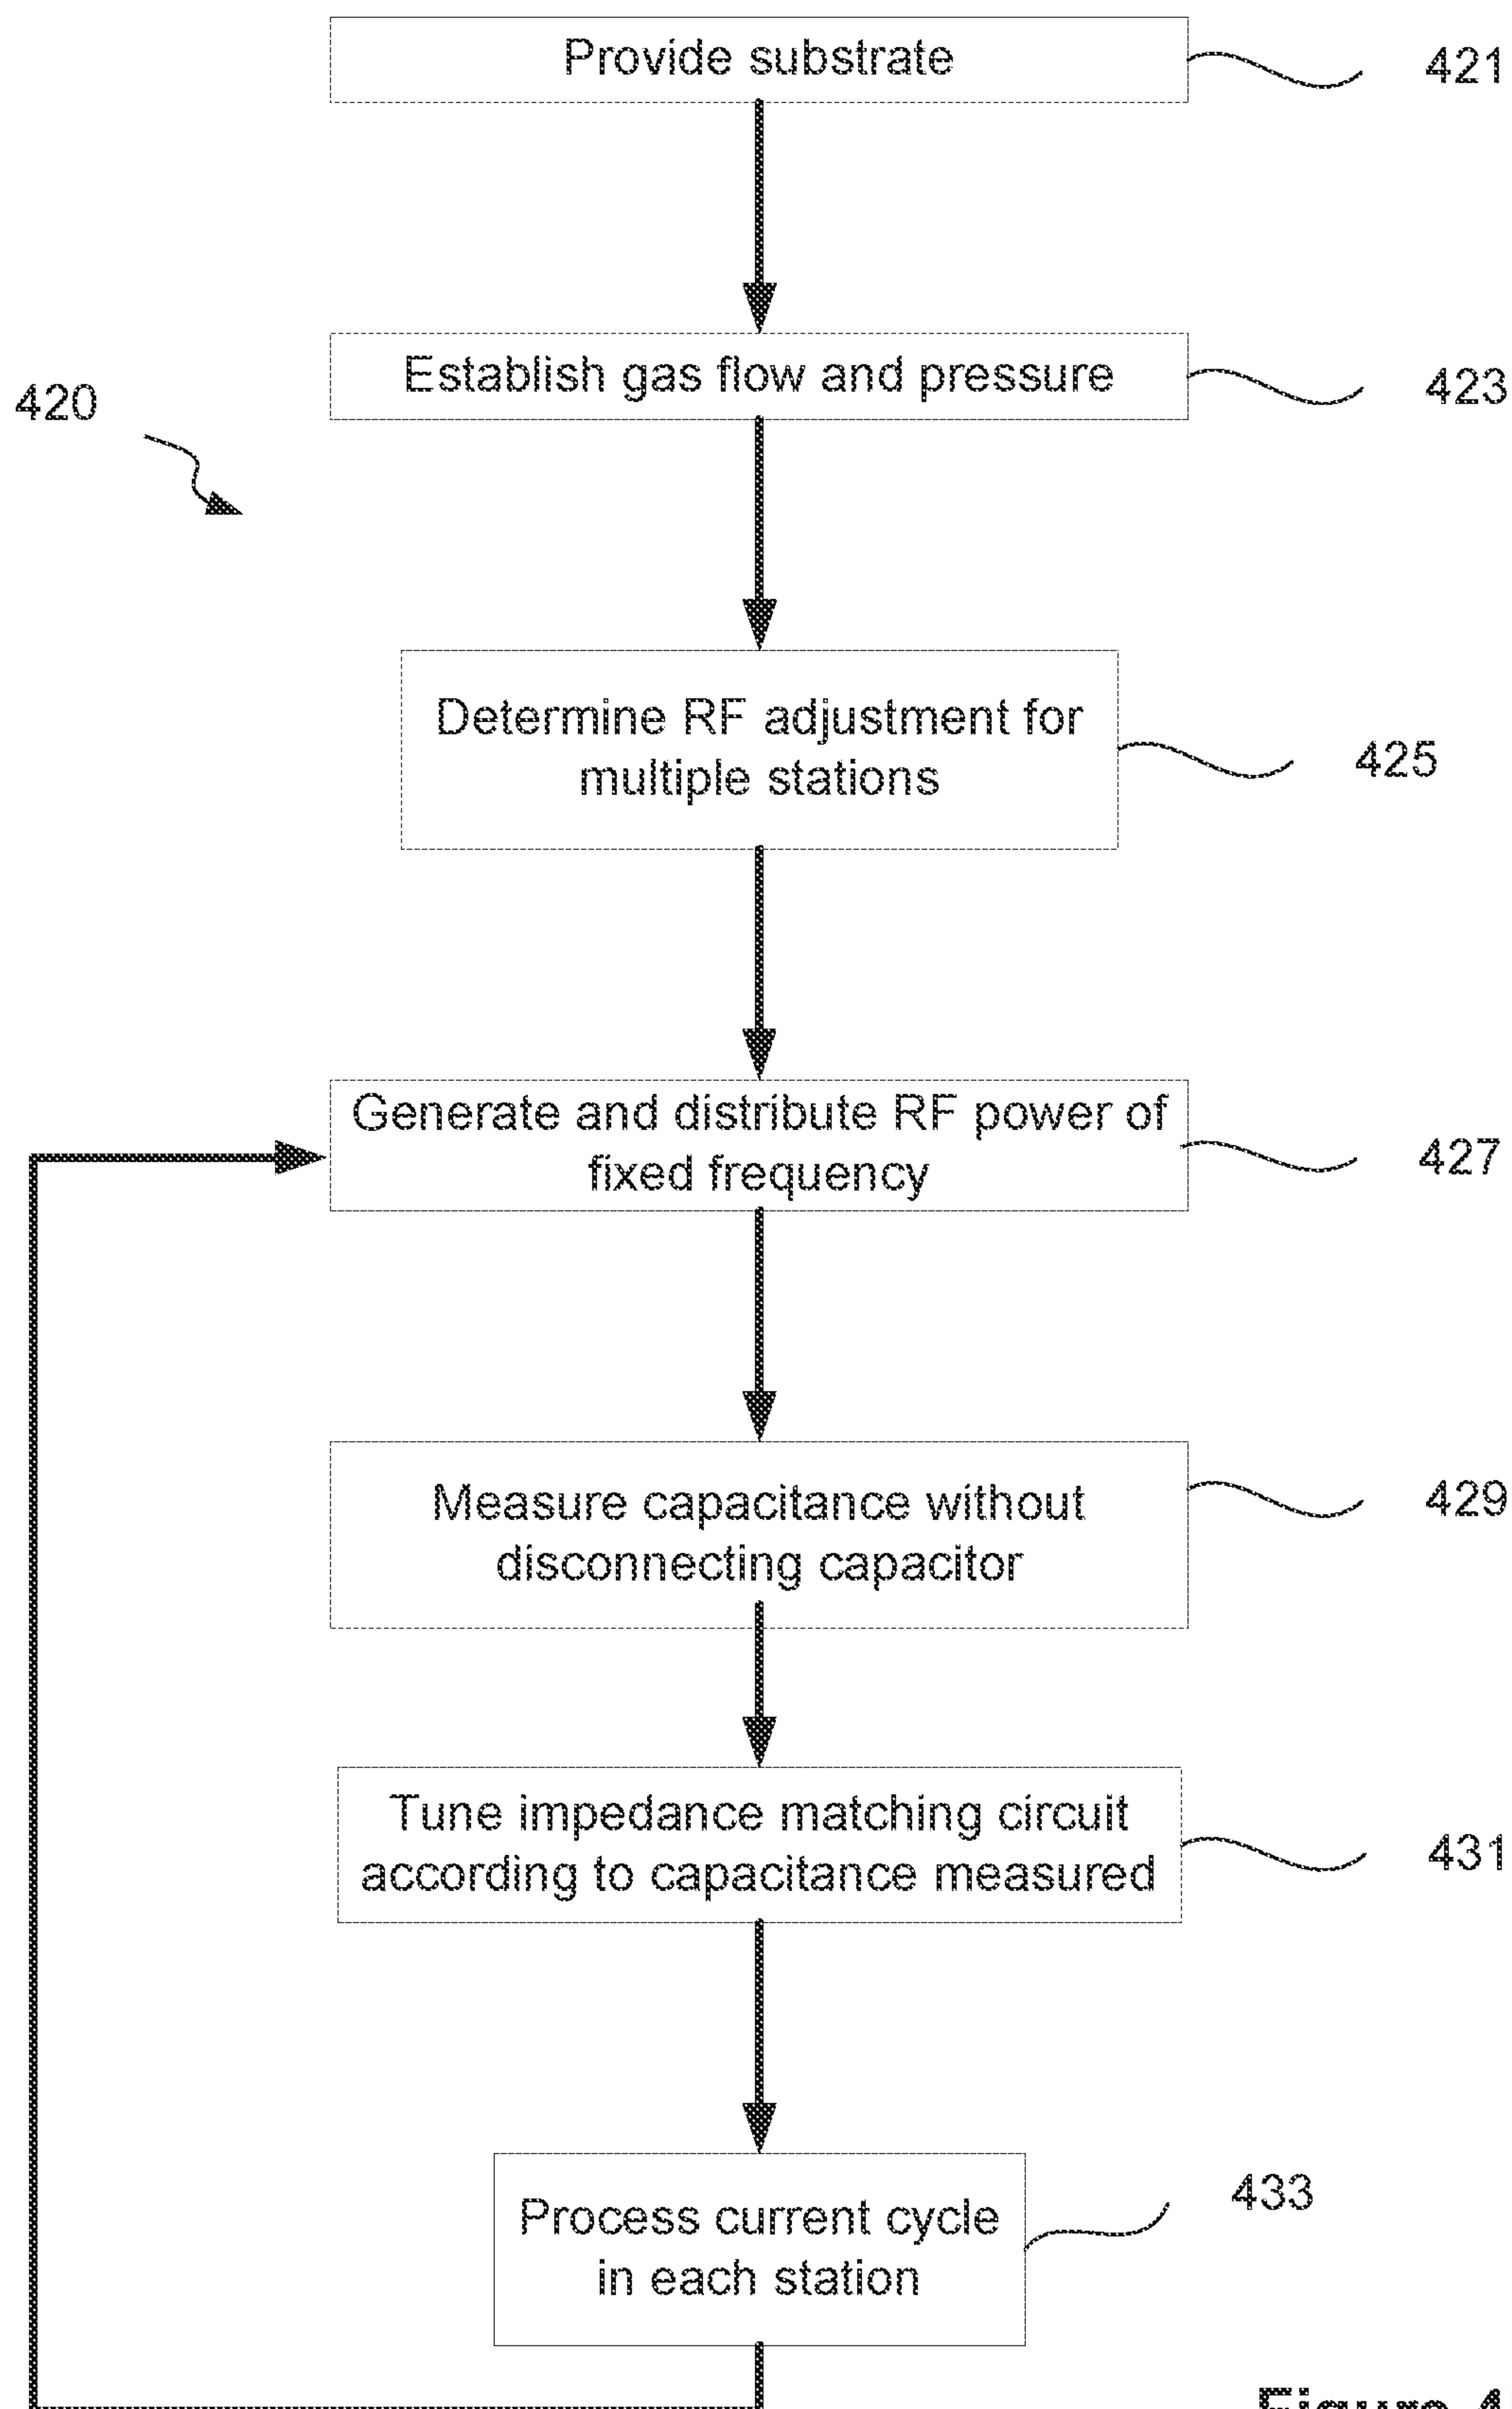 Provide substrate
421
Establish gas flow and pressure
423
420
Determine RF adjustment for
multiple stations
425
Generate and distribute RF power of
fixed frequency
427
Measure capacitance without
disconnecting capacitor
429
Tune impedance matching circuit
according to capacitance measured
431
Process current cycle
in each station
433
Figure 4